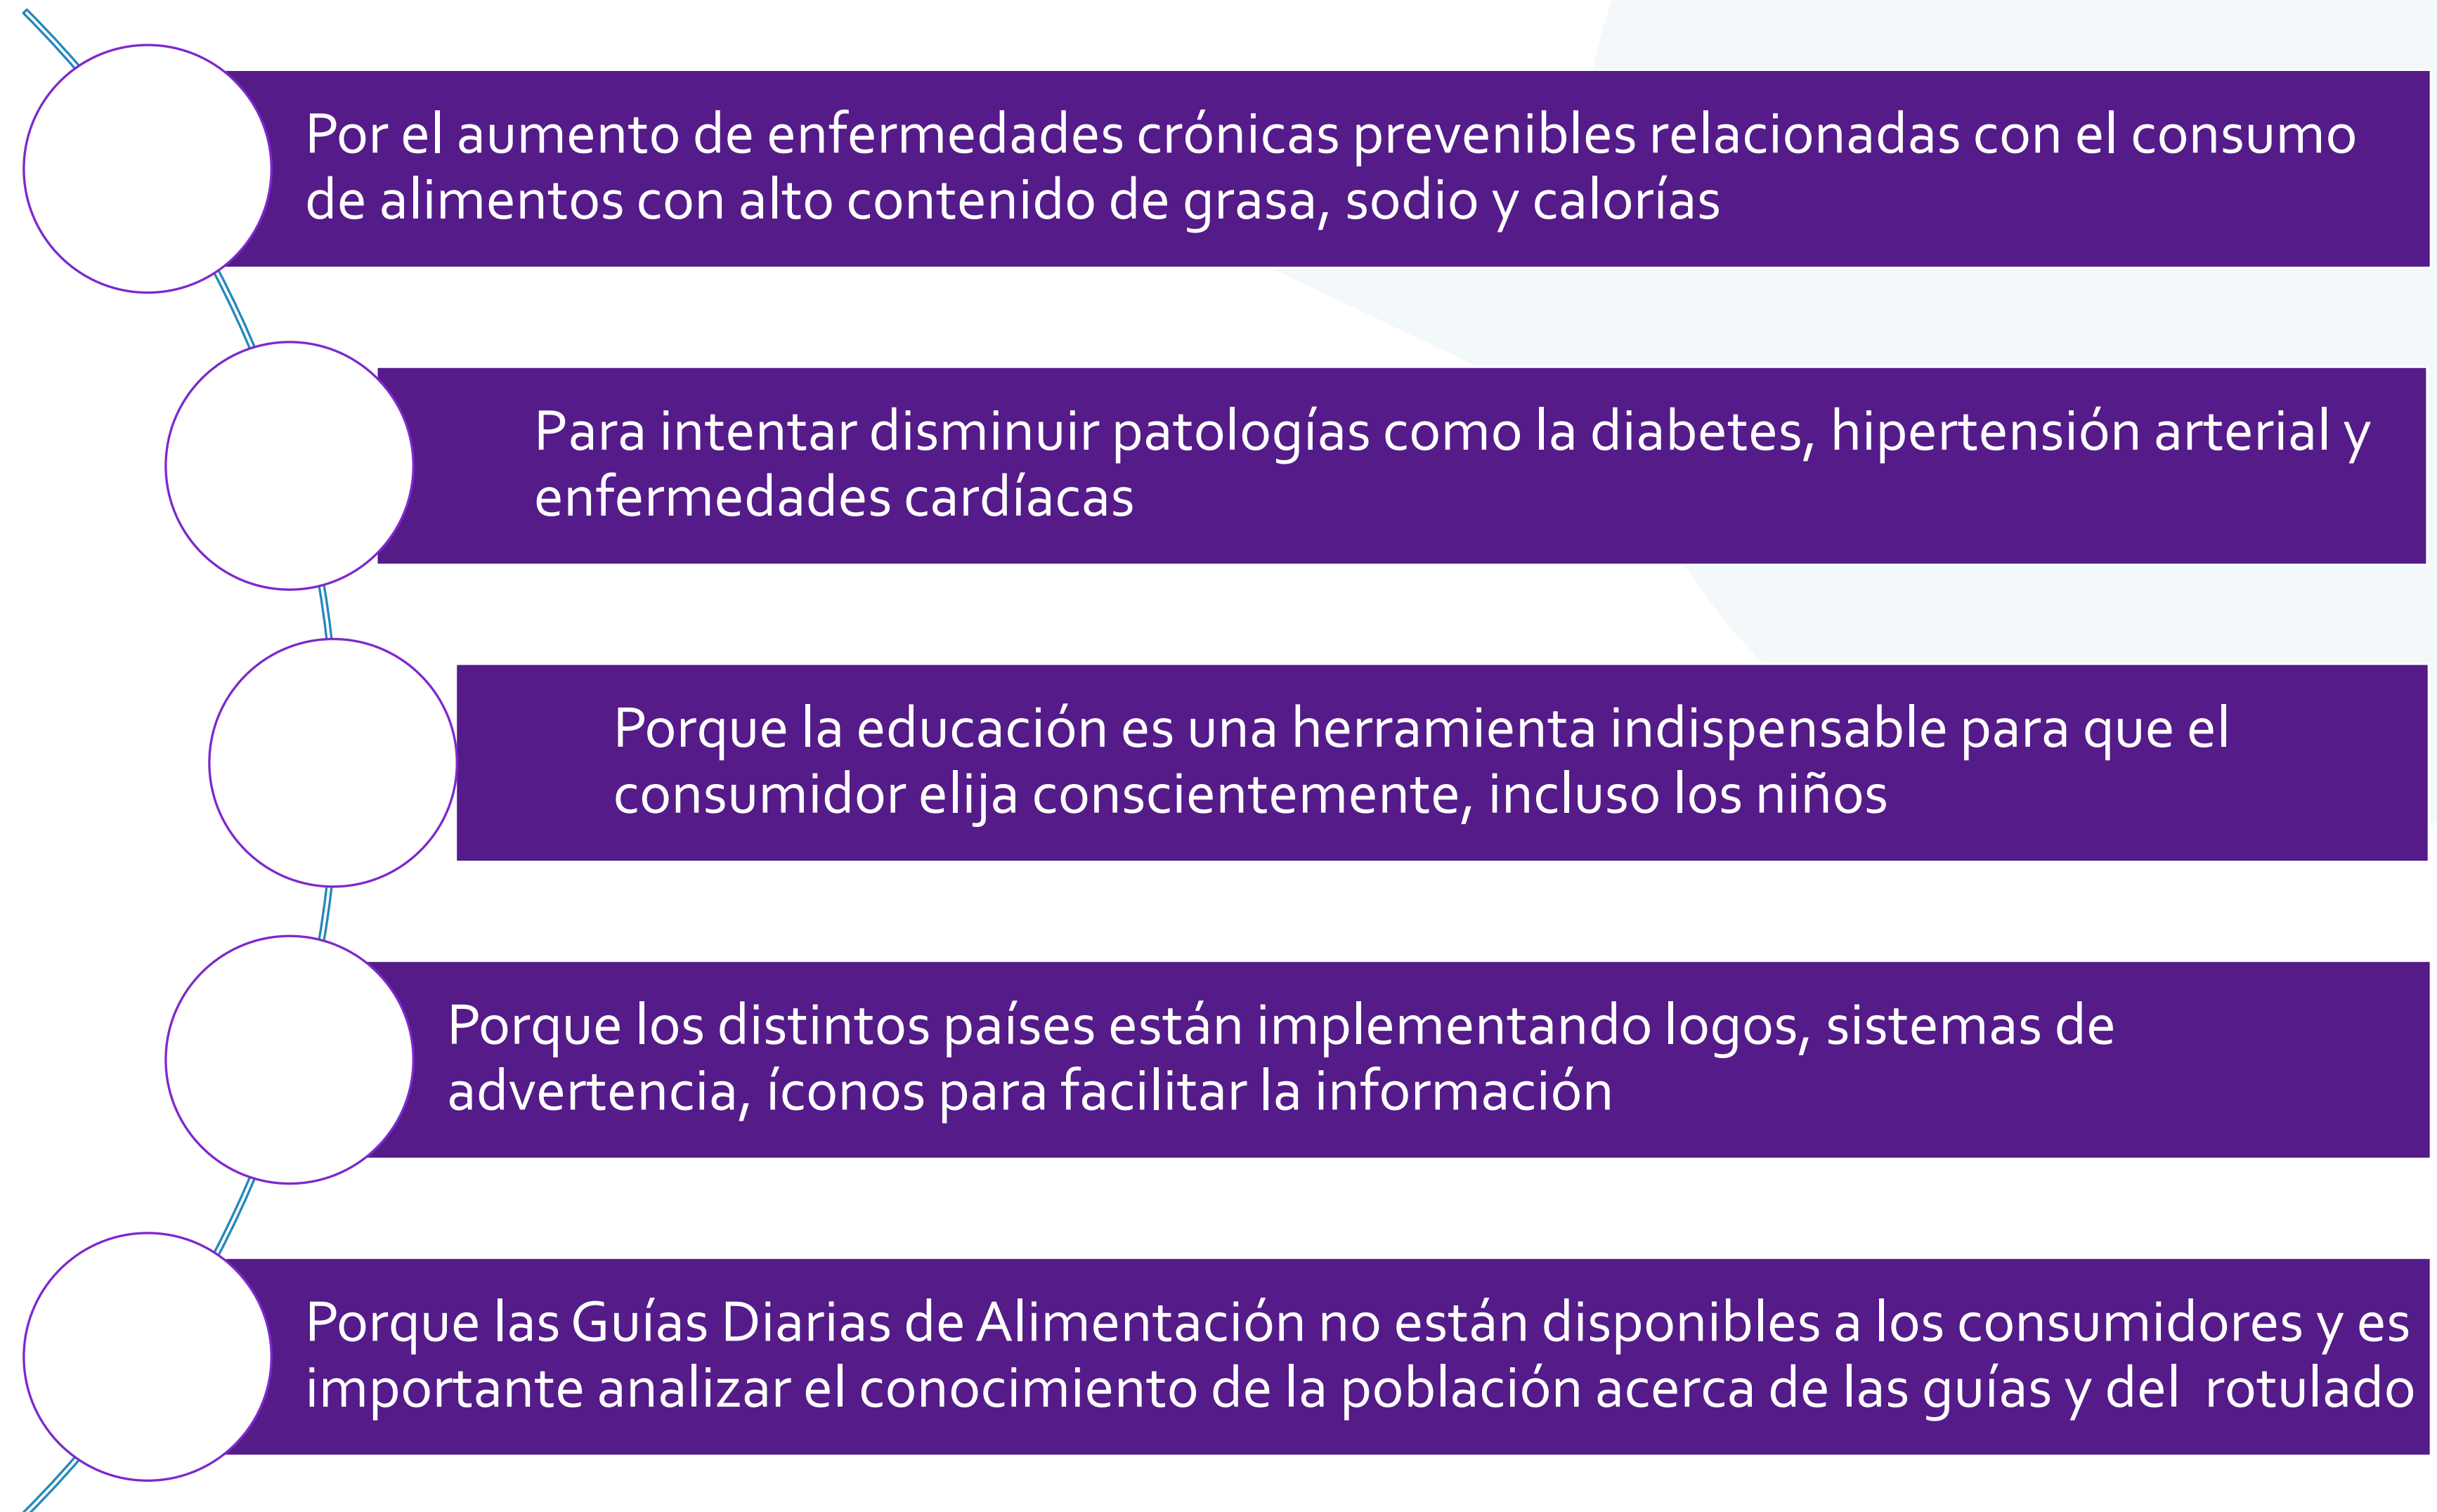 Por el aumento de enfermedades crónicas prevenibles relacionadas con el consumo
de alimentos con alto contenido de grasa, sodio y calorías
Para intentar disminuir patologías como la diabetes, hipertensión arterial y
enfermedades cardíacas
Porque la educación es una herramienta indispensable para que el
consumidor elija conscientemente, incluso los niños
Porque los distintos países están implementando logos, sistemas de
advertencia, íconos para facilitar la información
Porque las Guías Diarias de Alimentación no están disponibles a los consumidores y es
importante analizar el conocimiento de la población acerca de las guías y del  rotulado